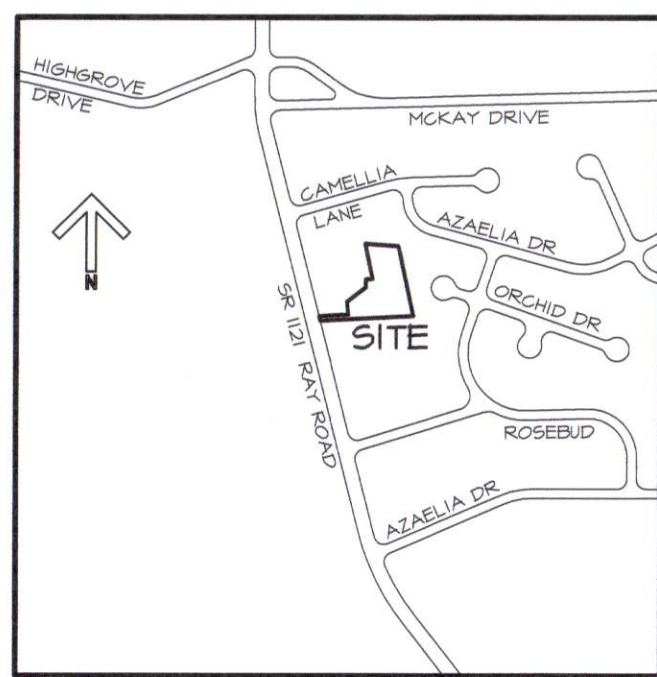 HIGHGROVE
DRIVE
MCKAY DRIVE
CAMELLIA
LANE
AZAELIA DR
N
ORCHID DR
SR 1121 RAY ROAD
SITE
ROSEBUD
AZAELIA DR